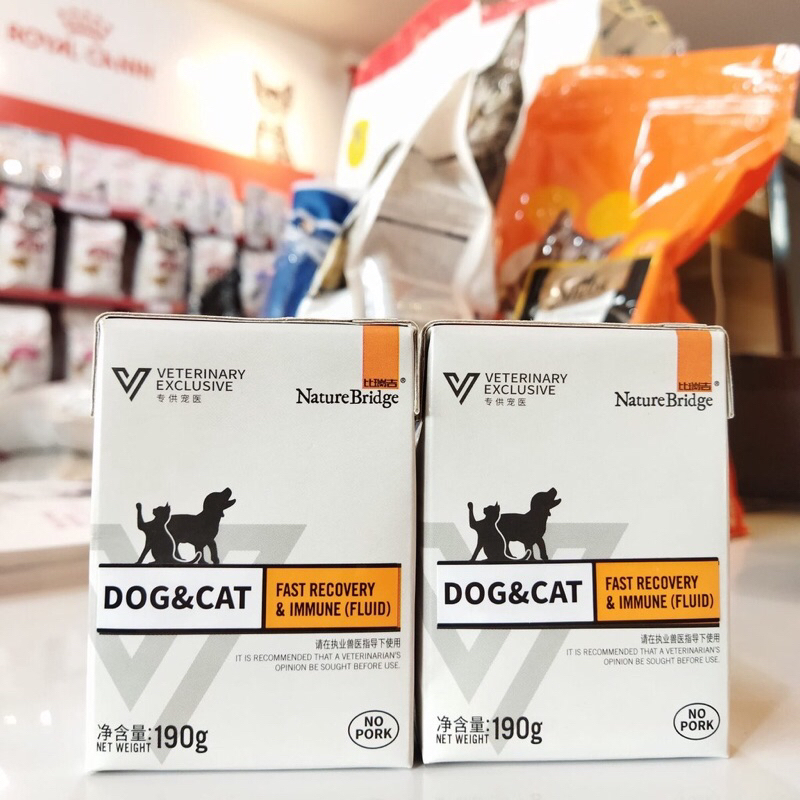 ROYAL CANIN
VETERINARY
EXCLUSIVE
专供宠医
比瑞吉
NatureBridge®
DOG&CAT
FAST RECOVERY
& IMMUNE (FLUID)
请在执业兽医指导下使用
IT IS RECOMMENDED THAT A VETERINARIAN'S
OPINION BE SOUGHT BEFORE USE.
净含量:190g
NET WEIGHT
NO
PORK
VETERINARY
EXCLUSIVE
专供宠医
比瑞吉
NatureBridge®
DOG&CAT
FAST RECOVERY
& IMMUNE (FLUID)
请在执业兽医指导下使用
IT IS RECOMMENDED THAT A VETERINARIAN'S
OPINION BE SOUGHT BEFORE USE.
净含量:190g
NET WEIGHT
NO
PORK